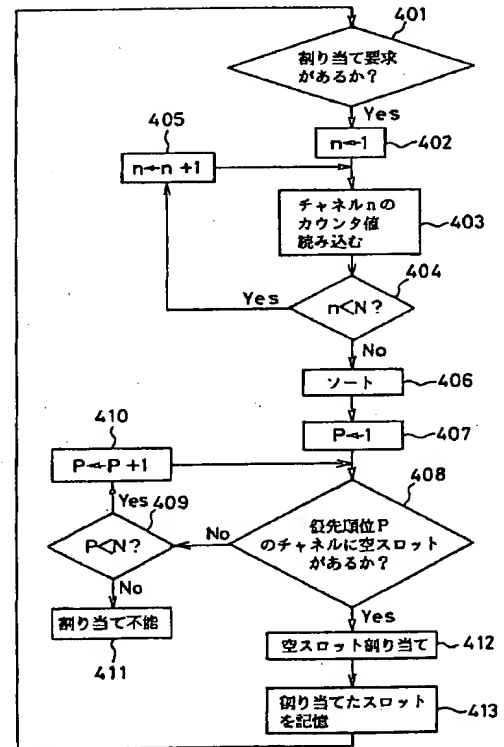 401
割り当て要求
があるか?
Yes
405
n←1
402
n←n+1
チャネルnの
カウンタ値
読み込む
403
404
Yes
n<N?
No
ソート
406
410
P←1
407
P←P+1
408
Yes
409
優先順位P
のチャネルに空スロット
があるか?
No
P<N?
No
Yes
割り当て不能
空スロット割り当て
412
411
割り当てたスロット
を記憶
413